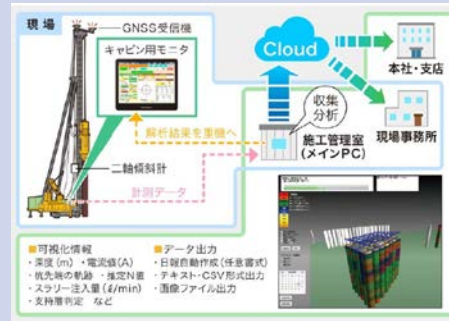 現場
GNSS受信機
キャビン用モニタ
Cloud
本社・支店
収集
分析
解析結果を重機へ
施工管理室
(メインPC)
現場事務所
二軸傾斜計
計測データ
■可視化情報
・深度(m) ・電流値(A)
・杭先端の軌跡 ・推定N値
・スラリー注入量(ℓ/min)
・支持層判定 など
■データ出力
・日報自動作成(任意書式)
・テキスト・CSV形式出力
・画像ファイル出力